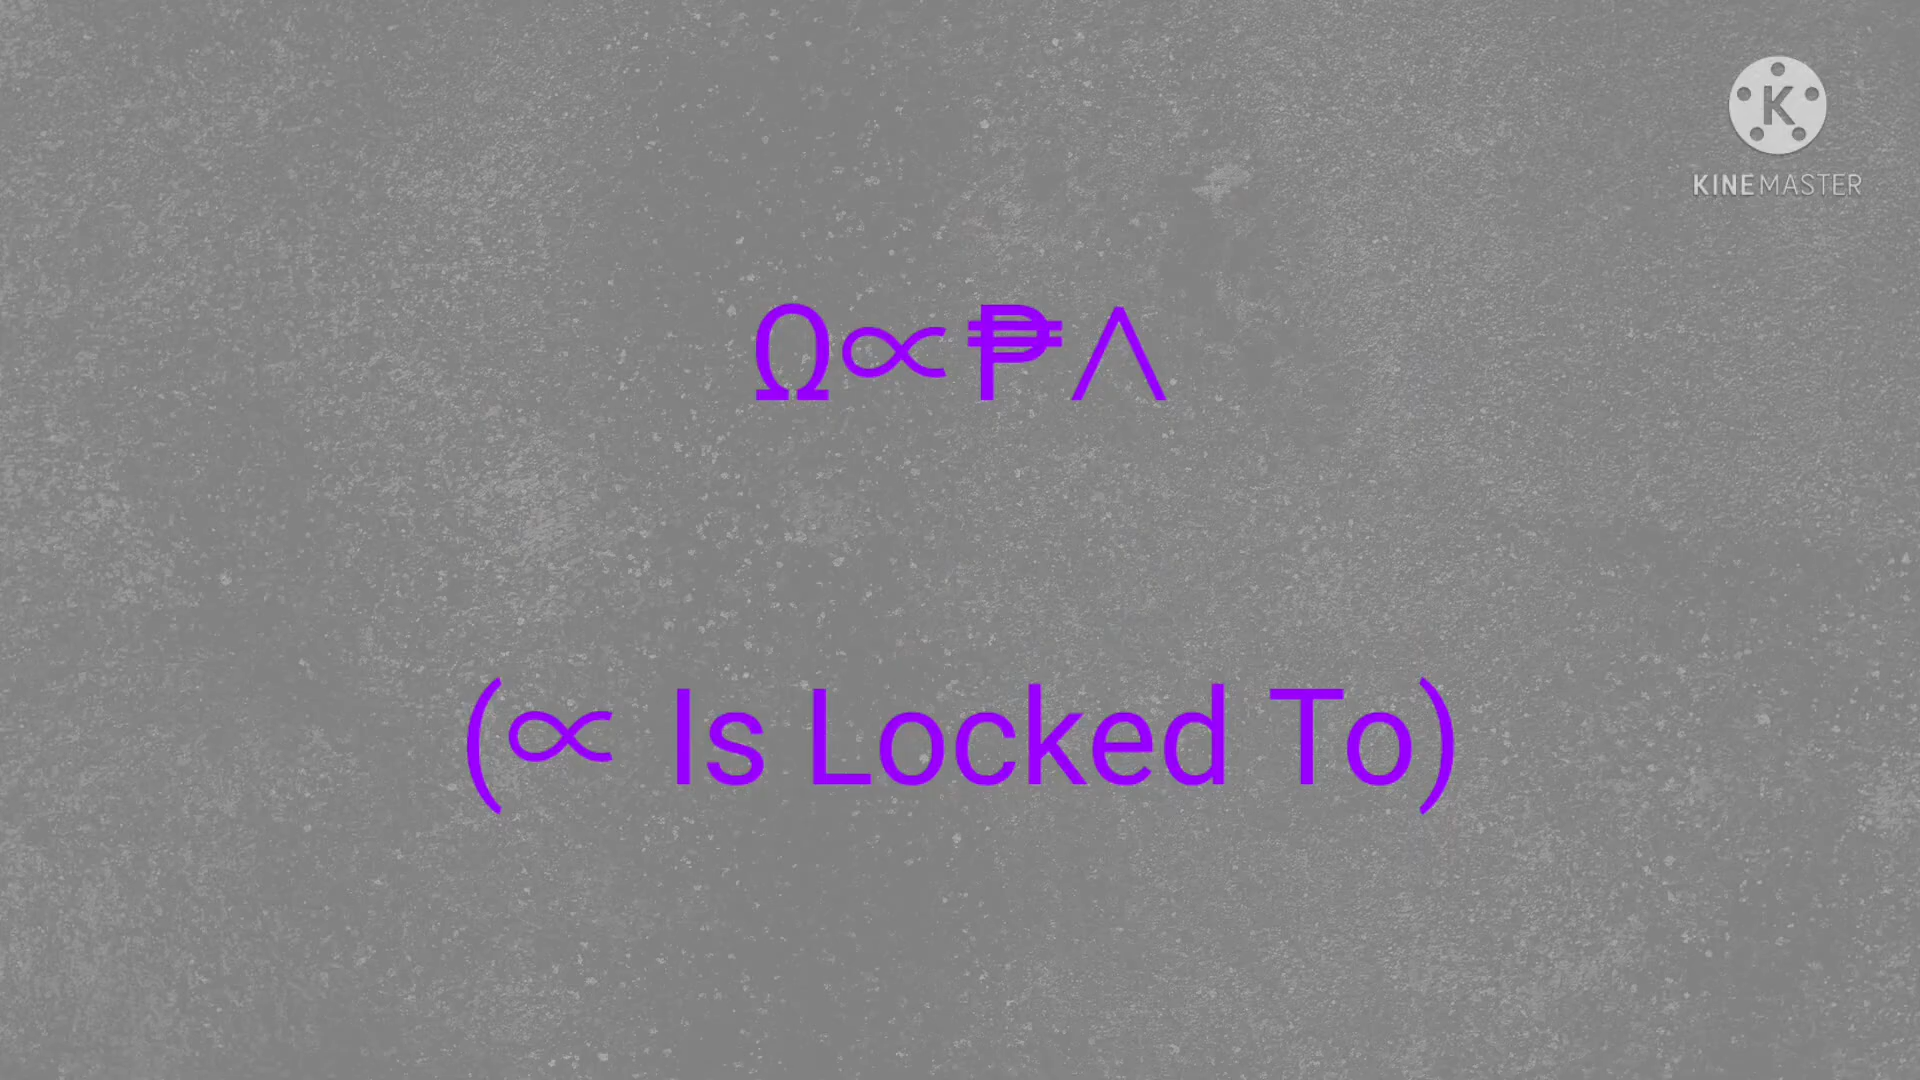 K
KINEMASTER
Ω∝₱Λ
(∝ Is Locked To)